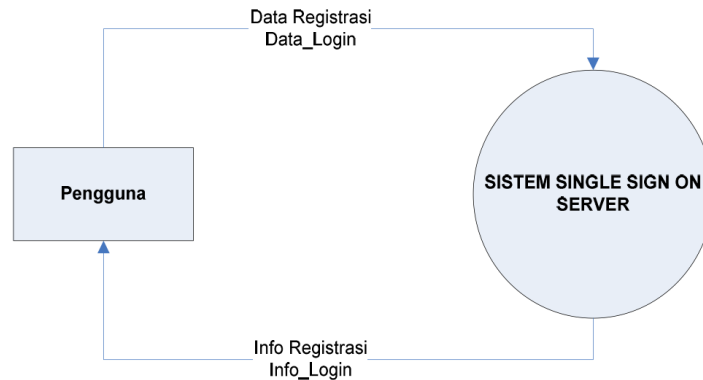 Data Registrasi
Data_Login
Pengguna
SISTEM SINGLE SIGN ON
SERVER
Info Registrasi
Info_Login